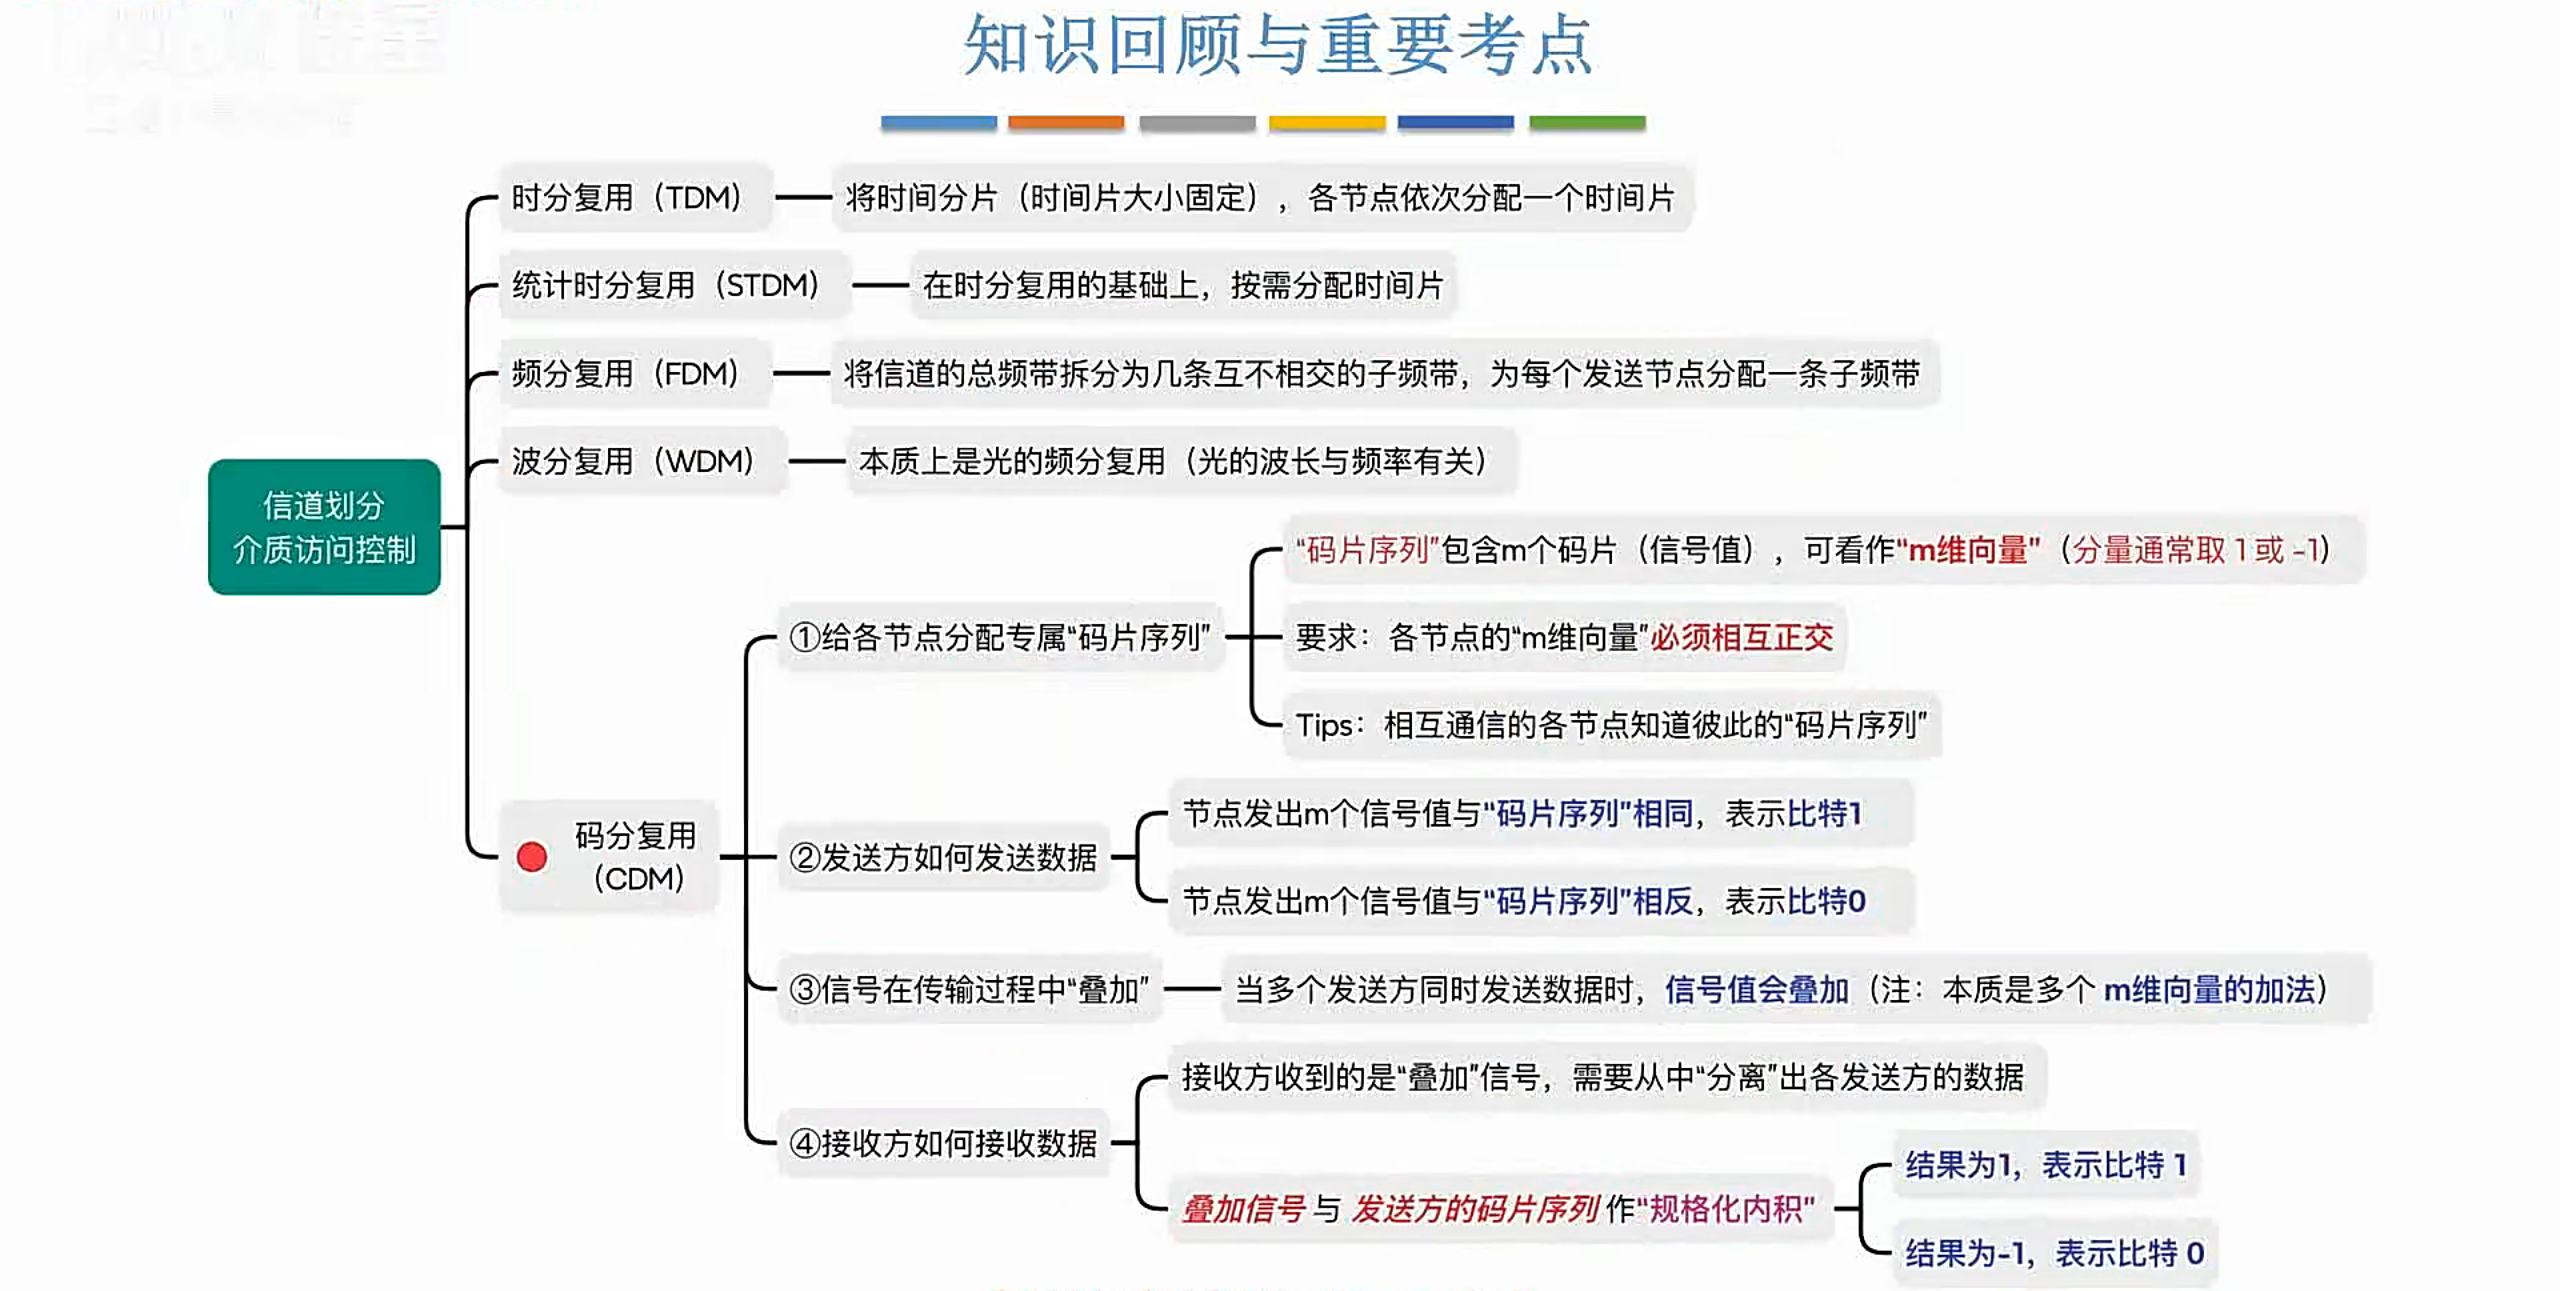 知识回顾与重要考点
时分复用（TDM）
将时间分片（时间片大小固定），各节点依次分配一个时间片
统计时分复用（STDM）
在时分复用的基础上，按需分配时间片
频分复用（FDM）
将信道的总频带拆分为几条互不相交的子频带，为每个发送节点分配一条子频带
波分复用（WDM）
本质上是光的频分复用（光的波长与频率有关）
信道划分
介质访问控制
“码片序列”包含m个码片（信号值），可看作“m维向量”（分量通常取 1 或 -1）
①给各节点分配专属“码片序列”
要求：各节点的“m维向量”必须相互正交
Tips：相互通信的各节点知道彼此的“码片序列”
码分复用
（CDM）
②发送方如何发送数据
节点发出m个信号值与“码片序列”相同，表示比特1
节点发出m个信号值与“码片序列”相反，表示比特0
③信号在传输过程中“叠加”
当多个发送方同时发送数据时，信号值会叠加（注：本质是多个 m维向量的加法）
④接收方如何接收数据
接收方收到的是“叠加”信号，需要从中“分离”出各发送方的数据
叠加信号 与 发送方的码片序列 作“规格化内积”
结果为1，表示比特 1
结果为-1，表示比特 0